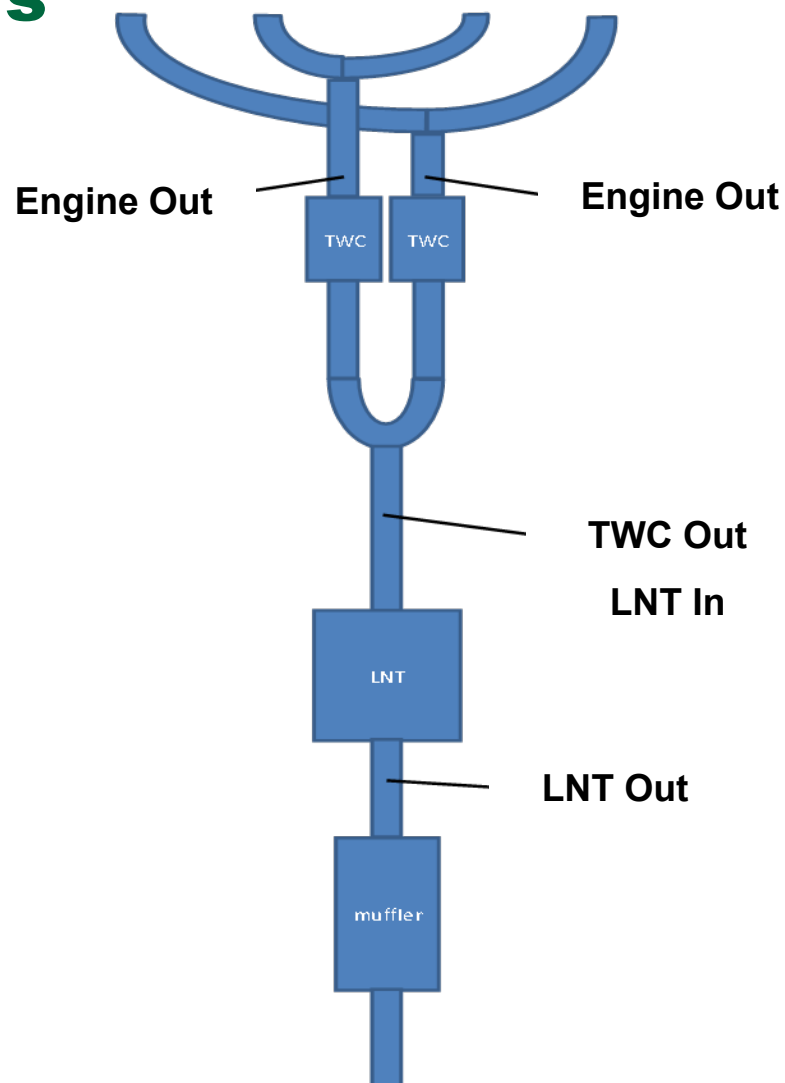 s
Engine Out
Engine Out
TWC
TWC
TWC Out
LNT In
LNT
LNT Out
muffler